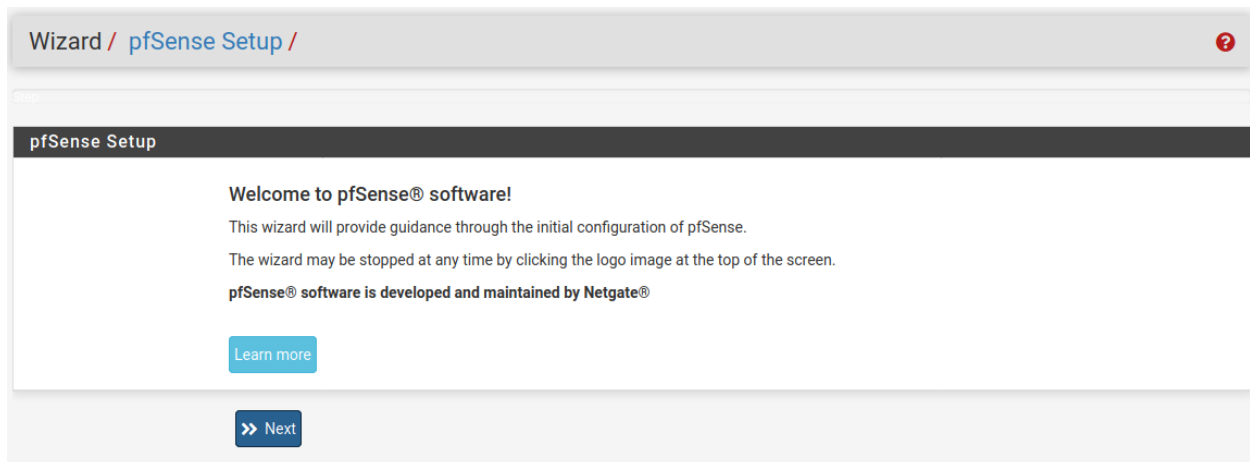 Wizard / pfSense Setup /
Step
pfSense Setup
Welcome to pfSense® software!
This wizard will provide guidance through the initial configuration of pfSense.
The wizard may be stopped at any time by clicking the logo image at the top of the screen.
pfSense® software is developed and maintained by Netgate®
Learn more
Next